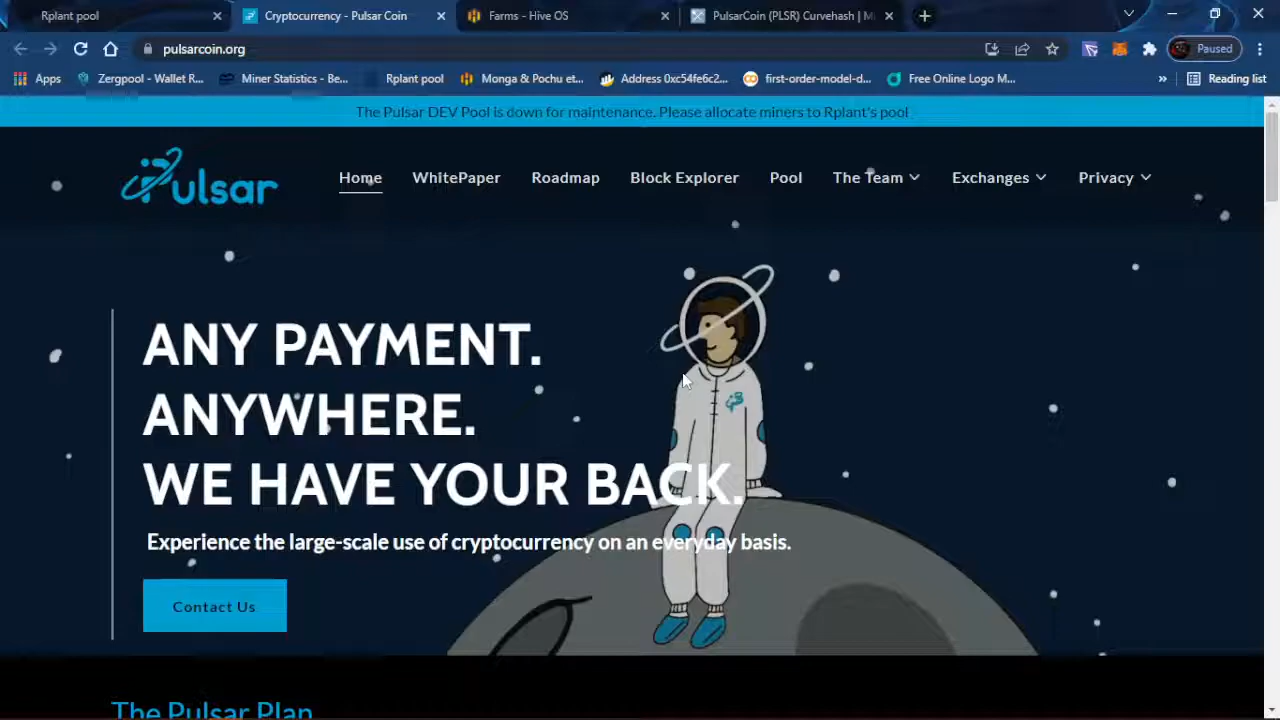 Rplant pool
Cryptocurrency - Pulsar Coin
Farms - Hive OS
PulsarCoin (PLSR) Curvehash | Mi
pulsarcoin.org
Paused
Apps
Zergpool - Wallet R...
Miner Statistics - Be...
Rplant pool
Monga & Pochu et...
Address 0xc54fe6c2...
first-order-model-d...
Free Online Logo M...
»
Reading list
The Pulsar DEV Pool is down for maintenance. Please allocate miners to Rplant's pool
Pulsar
Home
WhitePaper
Roadmap
Block Explorer
Pool
The Team
Exchanges
Privacy
ANY PAYMENT.
ANYWHERE.
WE HAVE YOUR BACK.
Experience the large-scale use of cryptocurrency on an everyday basis.
Contact Us
The Pulsar Plan